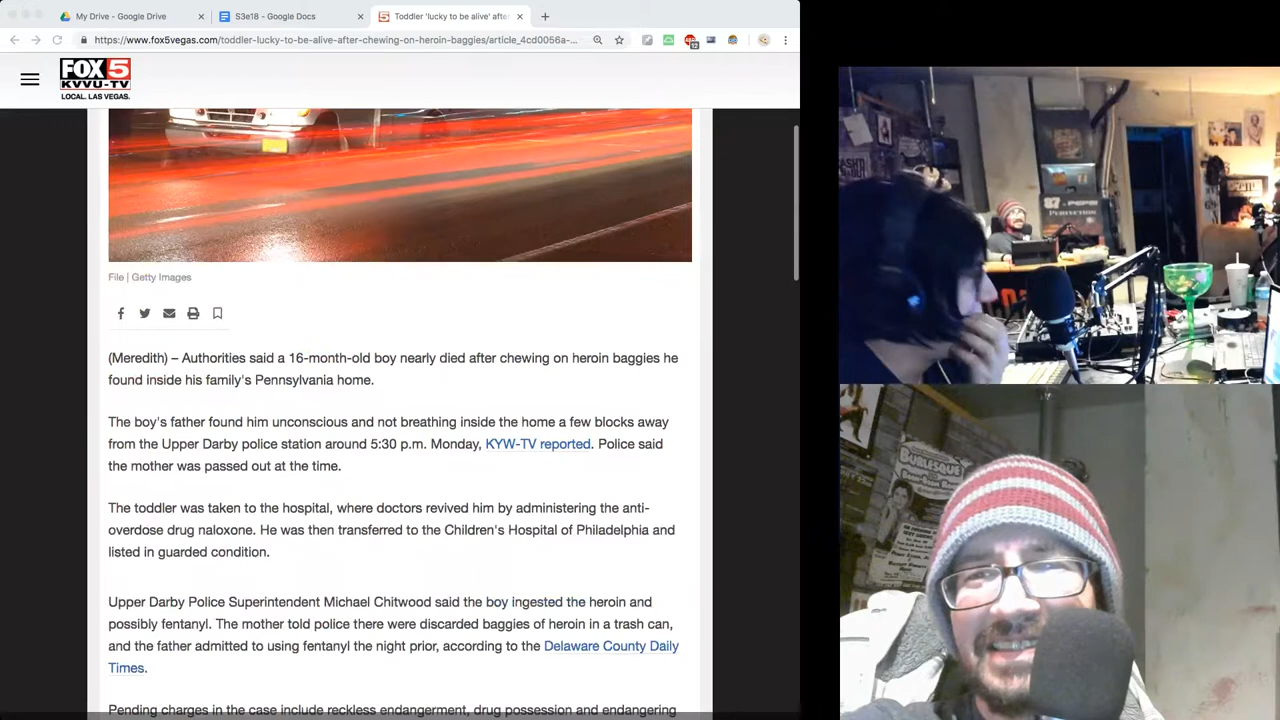 My Drive - Google Drive
S3e18 - Google Docs
Toddler 'lucky to be alive' after
https://www.fox5vegas.com/toddler-lucky-to-be-alive-after-chewing-on-heroin-baggies/article_4cd0056a-...
12
FOX 5
KVVU-TV
LOCAL. LAS VEGAS.
File | Getty Images
(Meredith) – Authorities said a 16-month-old boy nearly died after chewing on heroin baggies he
found inside his family's Pennsylvania home.
The boy's father found him unconscious and not breathing inside the home a few blocks away
from the Upper Darby police station around 5:30 p.m. Monday, KYW-TV reported. Police said
the mother was passed out at the time.
The toddler was taken to the hospital, where doctors revived him by administering the anti-
overdose drug naloxone. He was then transferred to the Children's Hospital of Philadelphia and
listed in guarded condition.
Upper Darby Police Superintendent Michael Chitwood said the boy ingested the heroin and
possibly fentanyl. The mother told police there were discarded baggies of heroin in a trash can,
and the father admitted to using fentanyl the night prior, according to the Delaware County Daily
Times.
Pending charges in the case include reckless endangerment, drug possession and endangering
BURLESQUE